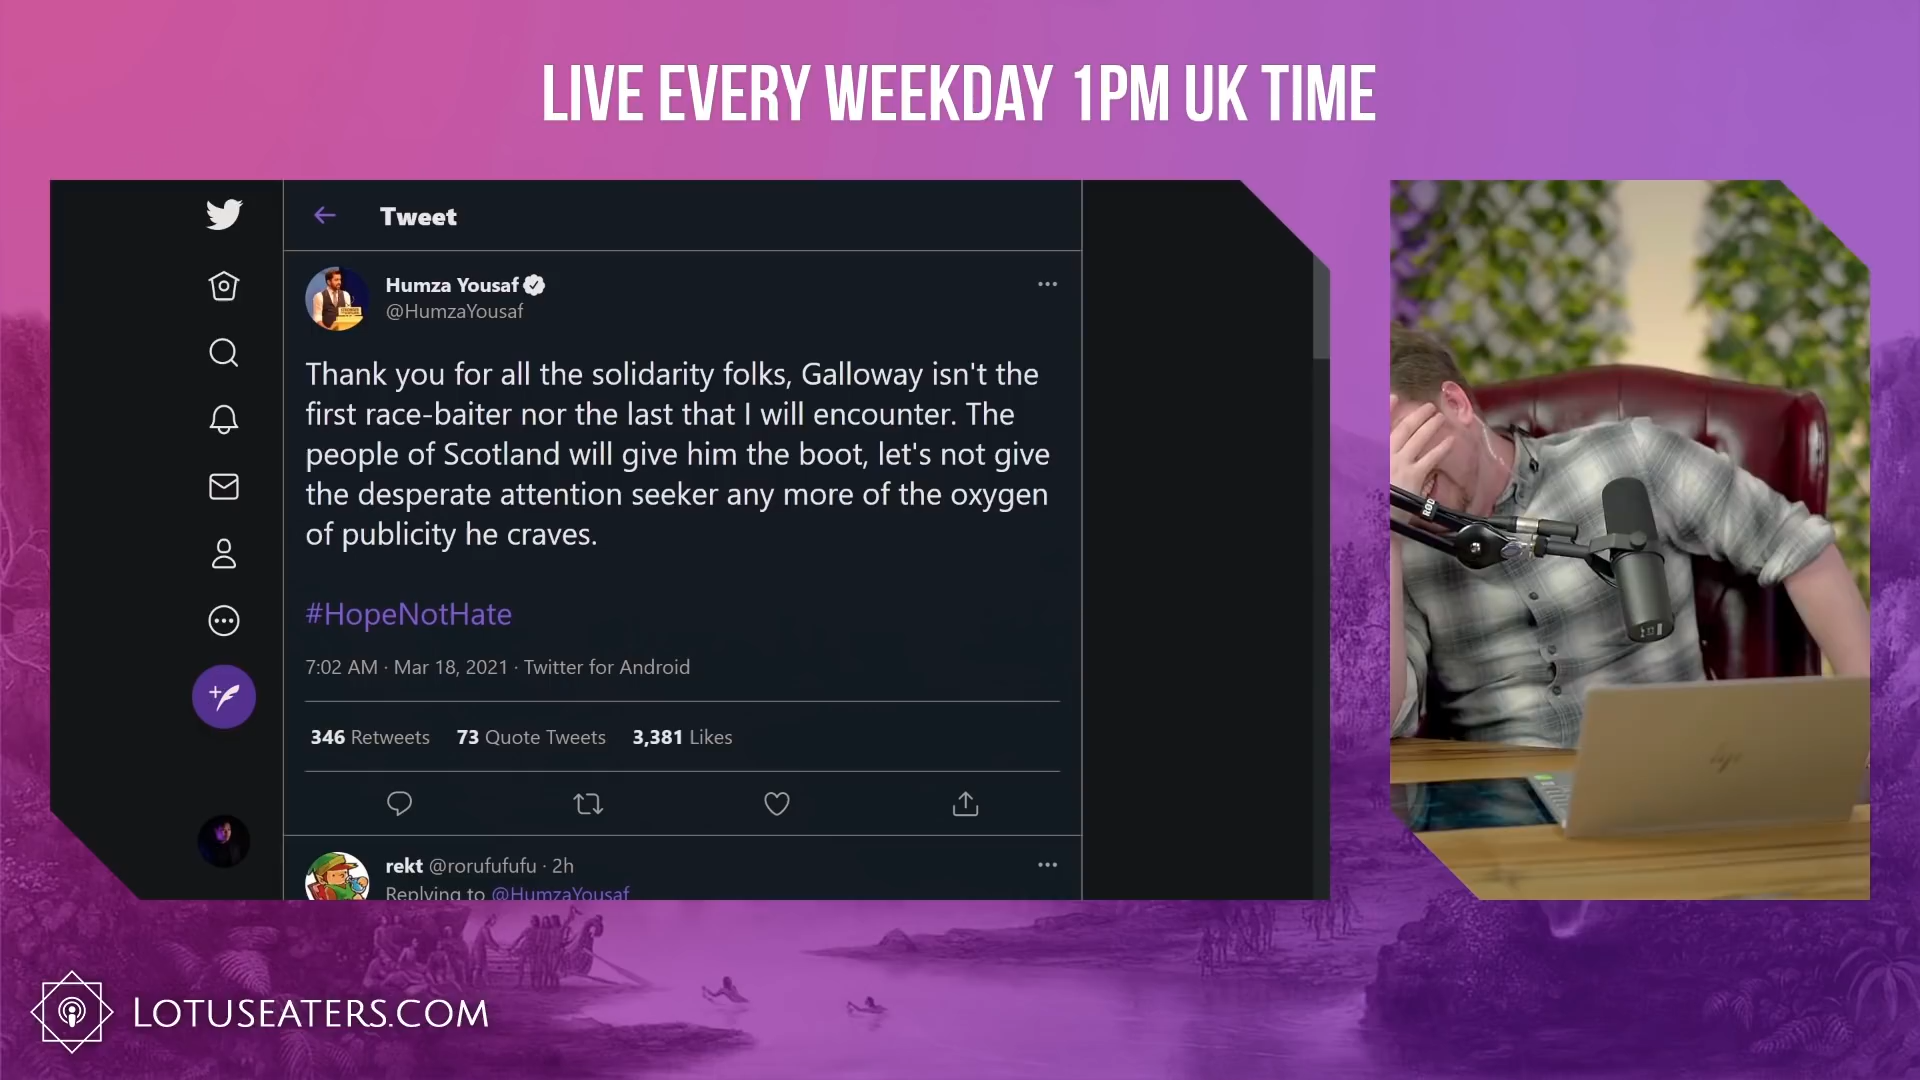 LIVE EVERY WEEKDAY 1PM UK TIME
Tweet
Humza Yousaf
@HumzaYousaf
Thank you for all the solidarity folks, Galloway isn't the
first race-baiter nor the last that I will encounter. The
people of Scotland will give him the boot, let's not give
the desperate attention seeker any more of the oxygen
of publicity he craves.
#HopeNotHate
7:02 AM · Mar 18, 2021 · Twitter for Android
346 Retweets 73 Quote Tweets 3,381 Likes
rekt @rorufufufu · 2h
Replying to @HumzaYousaf
hp
LOTUSEATERS.COM